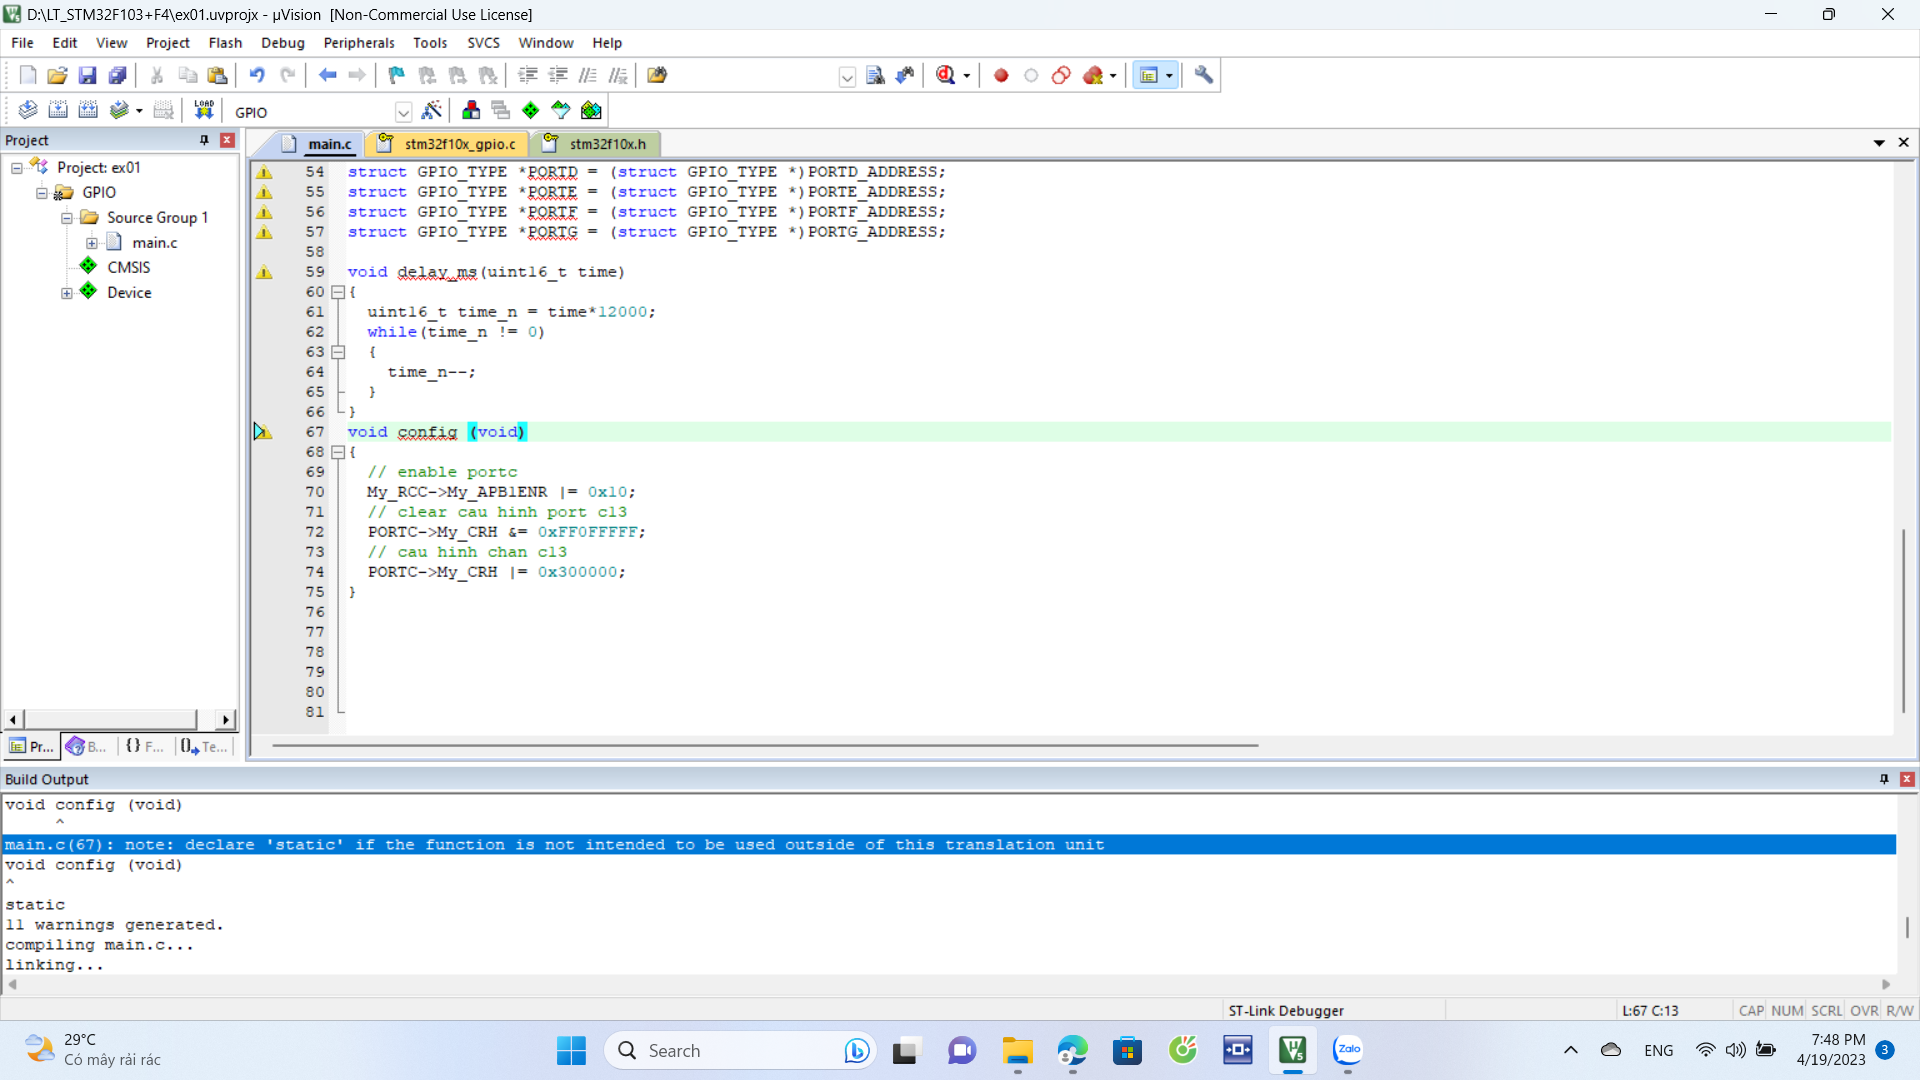 D:\LT_STM32F103+F4\ex01.uvprojx - µVision [Non-Commercial Use License]
File Edit View Project Flash Debug Peripherals Tools SVCS Window Help
LOAD GPIO
Project
main.c stm32f10x_gpio.c stm32f10x.h
Project: ex01
GPIO
Source Group 1
main.c
CMSIS
Device
54 struct GPIO_TYPE *PORTD = (struct GPIO_TYPE *)PORTD_ADDRESS;
55 struct GPIO_TYPE *PORTE = (struct GPIO_TYPE *)PORTE_ADDRESS;
56 struct GPIO_TYPE *PORTF = (struct GPIO_TYPE *)PORTF_ADDRESS;
57 struct GPIO_TYPE *PORTG = (struct GPIO_TYPE *)PORTG_ADDRESS;
58
59 void delay_ms(uint16_t time)
60 {
61 uint16_t time_n = time*12000;
62 while(time_n != 0)
63 {
64 time_n--;
65 }
66 }
67 void config (void)
68 {
69 // enable portc
70 My_RCC->My_APB1ENR |= 0x10;
71 // clear cau hinh port c13
72 PORTC->My_CRH &= 0xFF0FFFFF;
73 // cau hinh chan c13
74 PORTC->My_CRH |= 0x300000;
75 }
76
77
78
79
80
81
Pr... B... {} F... Te...
Build Output
void config (void)
^
main.c(67): note: declare 'static' if the function is not intended to be used outside of this translation unit
void config (void)
^
static
11 warnings generated.
compiling main.c...
linking...
ST-Link Debugger L:67 C:13 CAP NUM SCRL OVR R/W
29°C
Có mây rải rác
Search
Zalo
ENG
7:48 PM
4/19/2023
3